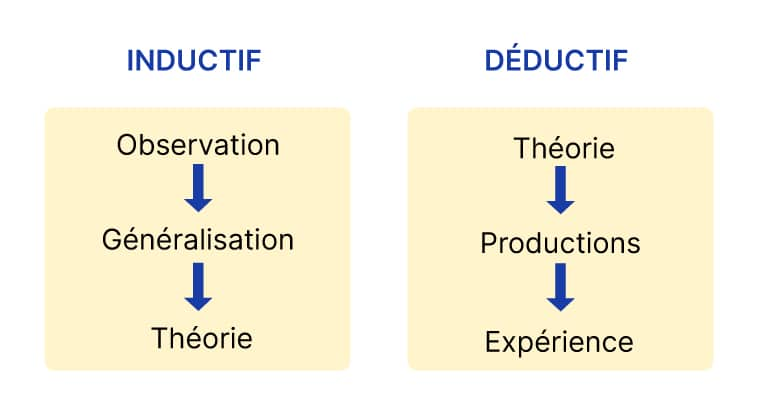 INDUCTIF
Observation
Généralisation
Théorie
DÉDUCTIF
Théorie
Productions
Expérience